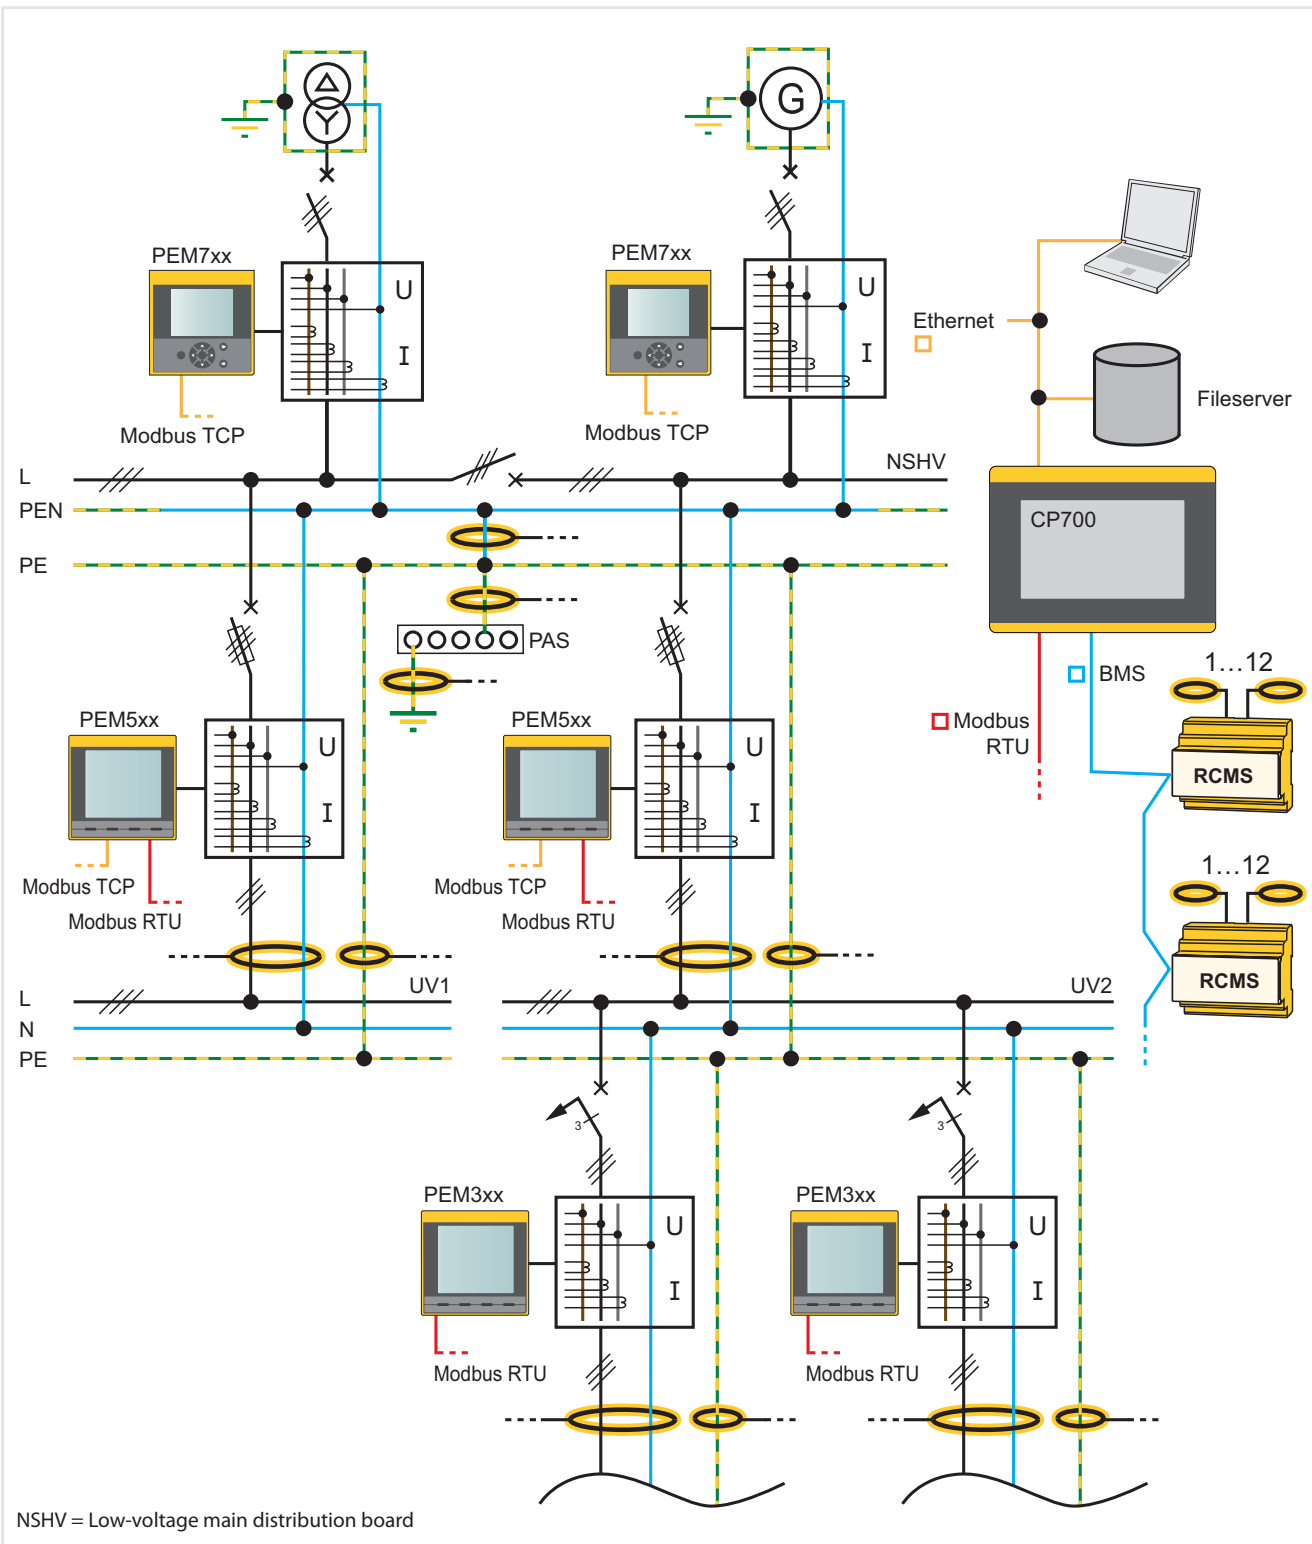 G
PEM7xx
U
I
Modbus TCP
PEM7xx
U
I
Modbus TCP
Ethernet
Fileserver
L
NSHV
PEN
PE
CP700
PAS
BMS
Modbus
RTU
1...12
RCMS
1...12
RCMS
PEM5xx
U
I
Modbus TCP
Modbus RTU
PEM5xx
U
I
Modbus TCP
Modbus RTU
L
UV1
UV2
N
PE
3
3
PEM3xx
U
I
Modbus RTU
PEM3xx
U
I
Modbus RTU
NSHV = Low-voltage main distribution board